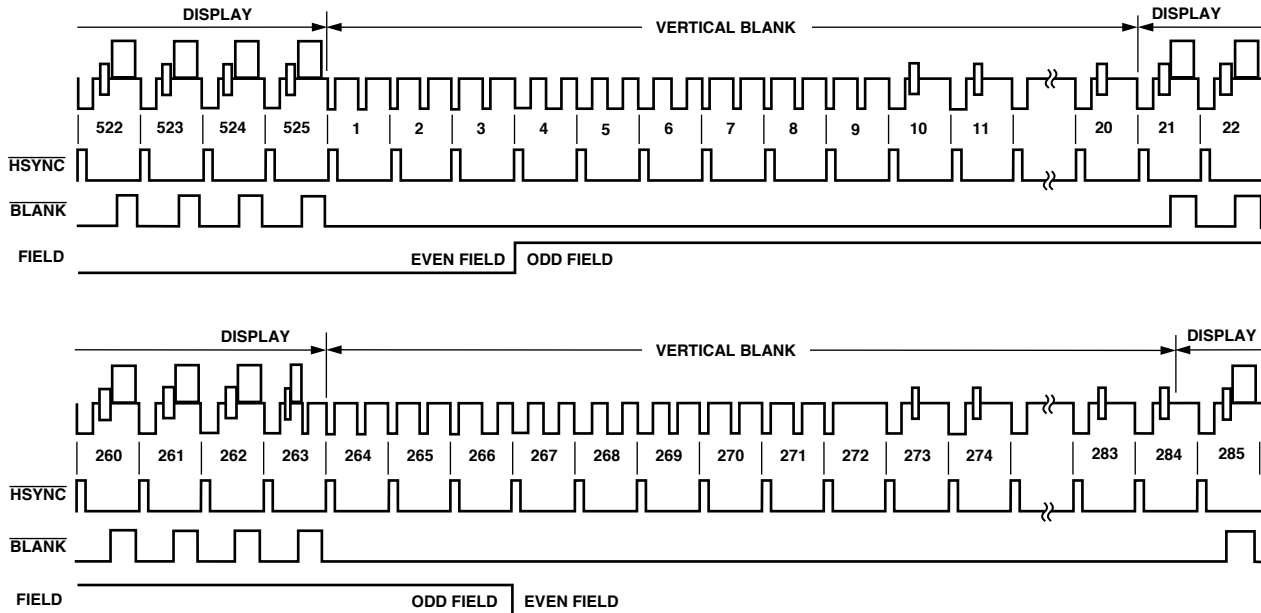 DISPLAY VERTICAL BLANK DISPLAY
522 523 524 525 1 2 3 4 5 6 7 8 9 10 11 20 21 22
HSYNC
BLANK
FIELD EVEN FIELD ODD FIELD
DISPLAY VERTICAL BLANK DISPLAY
260 261 262 263 264 265 266 267 268 269 270 271 272 273 274 283 284 285
HSYNC
BLANK
FIELD ODD FIELD EVEN FIELD